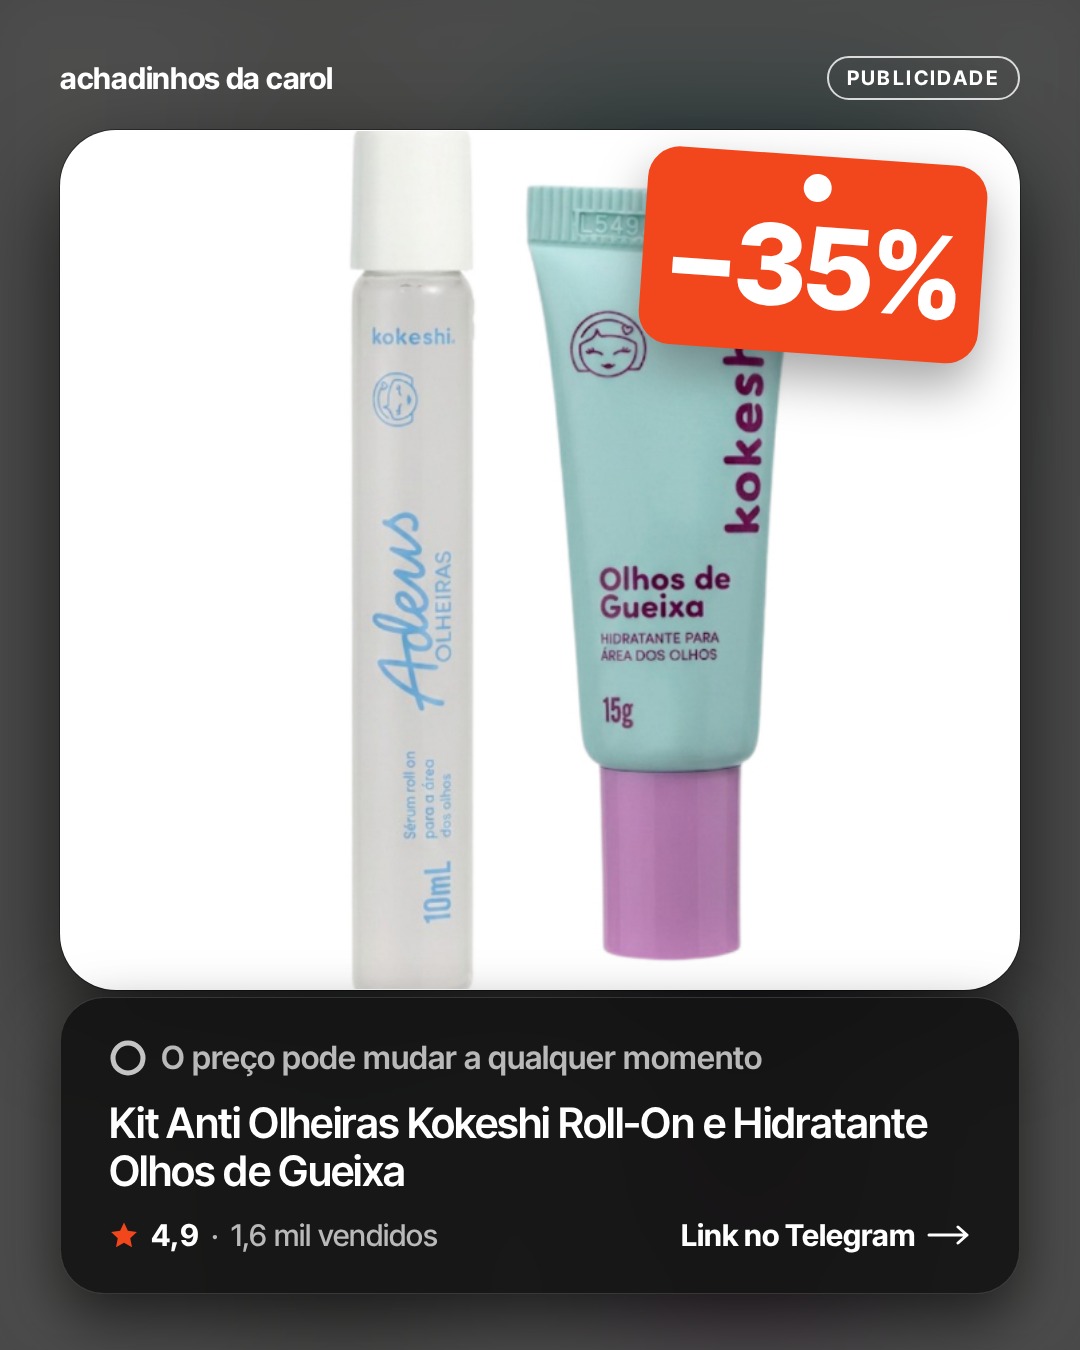 achadinhos da carol
PUBLICIDADE
–35%
L549
kokeshi
Adeus
OLHEIRAS
Sérum roll on
para a área
dos olhos
10mL
kokesh
Olhos de
Gueixa
HIDRATANTE PARA
ÁREA DOS OLHOS
15g
O preço pode mudar a qualquer momento
Kit Anti Olheiras Kokeshi Roll-On e Hidratante
Olhos de Gueixa
4,9 · 1,6 mil vendidos
Link no Telegram →